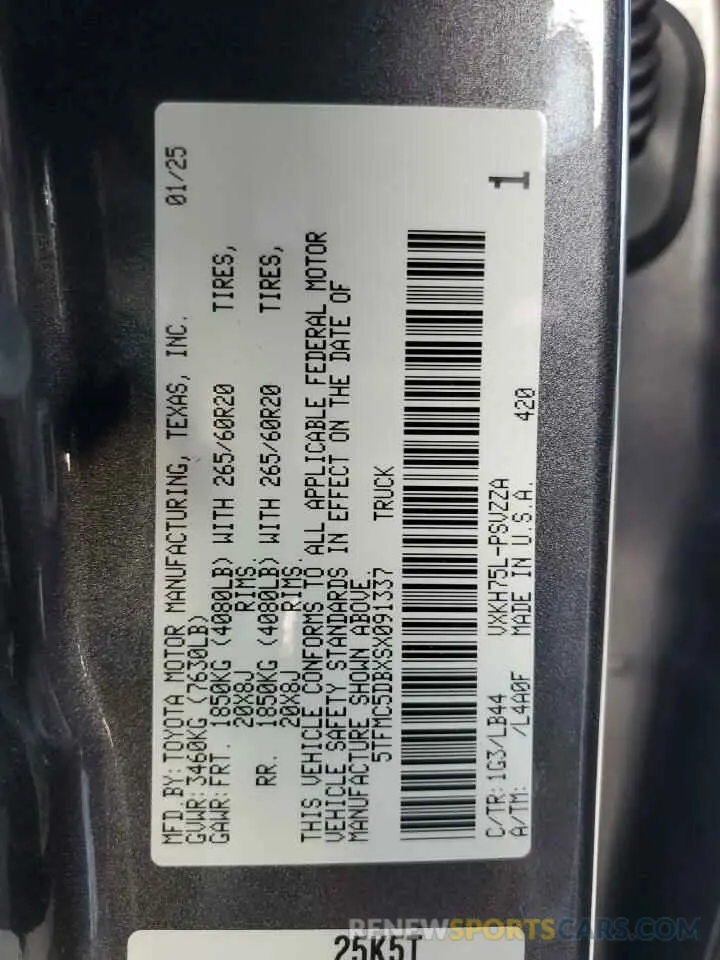 MFD.BY:TOYOTA MOTOR MANUFACTURING, TEXAS, INC. 01/25
GVWR:3460KG (7630LB)
GAWR:FRT. 1850KG (4080LB) WITH 265/60R20 TIRES,
20X8J RIMS.
RR. 1850KG (4080LB) WITH 265/60R20 TIRES,
20X8J RIMS.
THIS VEHICLE CONFORMS TO ALL APPLICABLE FEDERAL MOTOR
VEHICLE SAFETY STANDARDS IN EFFECT ON THE DATE OF
MANUFACTURE SHOWN ABOVE.
5TFMC5DBXSX091337 TRUCK
C/TR:1G3/LB44 VXKH75L-PSVZZA 420
A/TM: /L4A0F MADE IN U.S.A.
1
25K5T
RENEWSPORTSCARS.COM